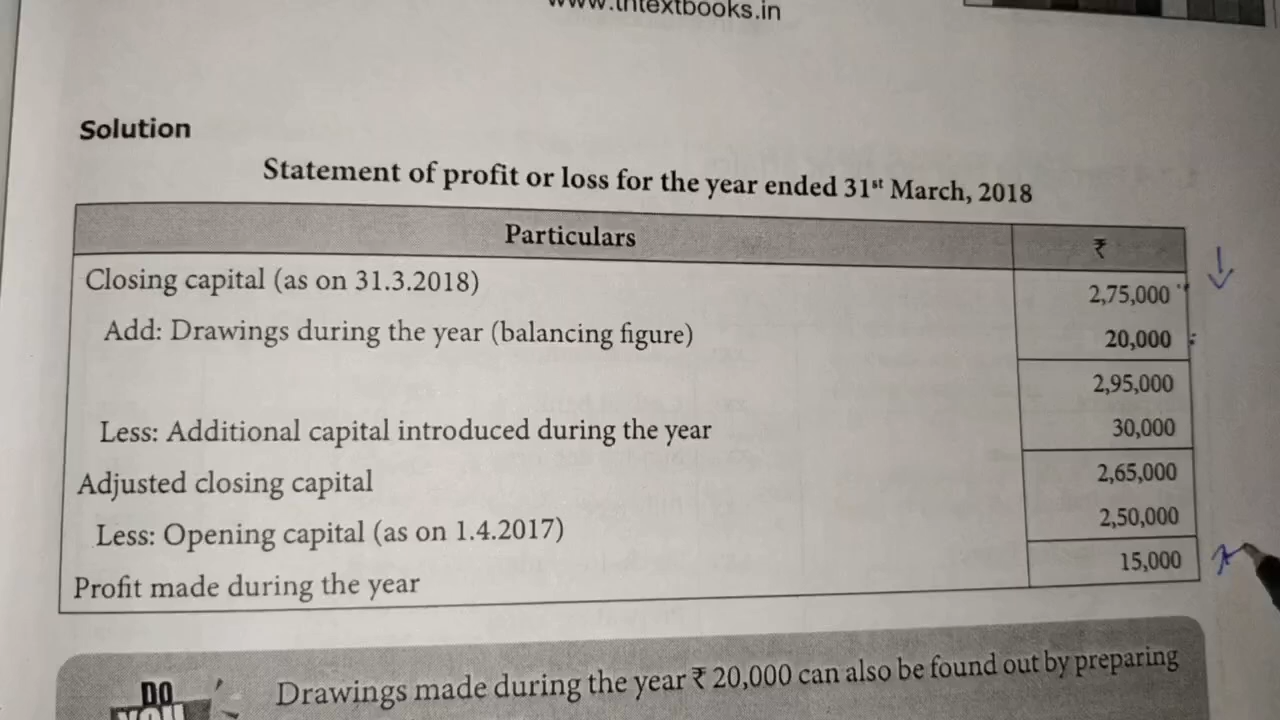 www.tntextbooks.in
Solution
Statement of profit or loss for the year ended 31st March, 2018
Particulars ₹
Closing capital (as on 31.3.2018) 2,75,000
Add: Drawings during the year (balancing figure) 20,000
2,95,000
Less: Additional capital introduced during the year 30,000
Adjusted closing capital 2,65,000
Less: Opening capital (as on 1.4.2017) 2,50,000
Profit made during the year 15,000
DO
YOU
Drawings made during the year ₹ 20,000 can also be found out by preparing